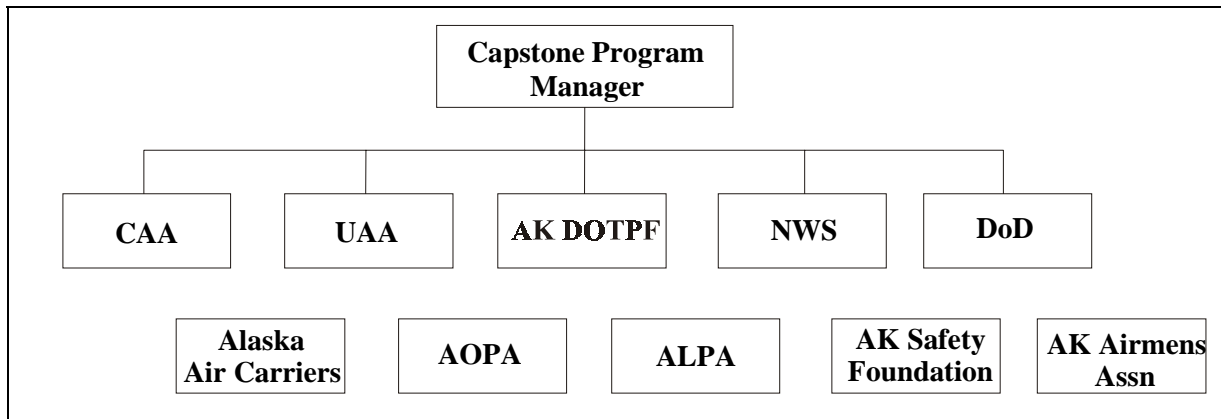 Capstone Program
Manager
CAA
UAA
AK DOTPF
NWS
DoD
Alaska
Air Carriers
AOPA
ALPA
AK Safety
Foundation
AK Airmens
Assn